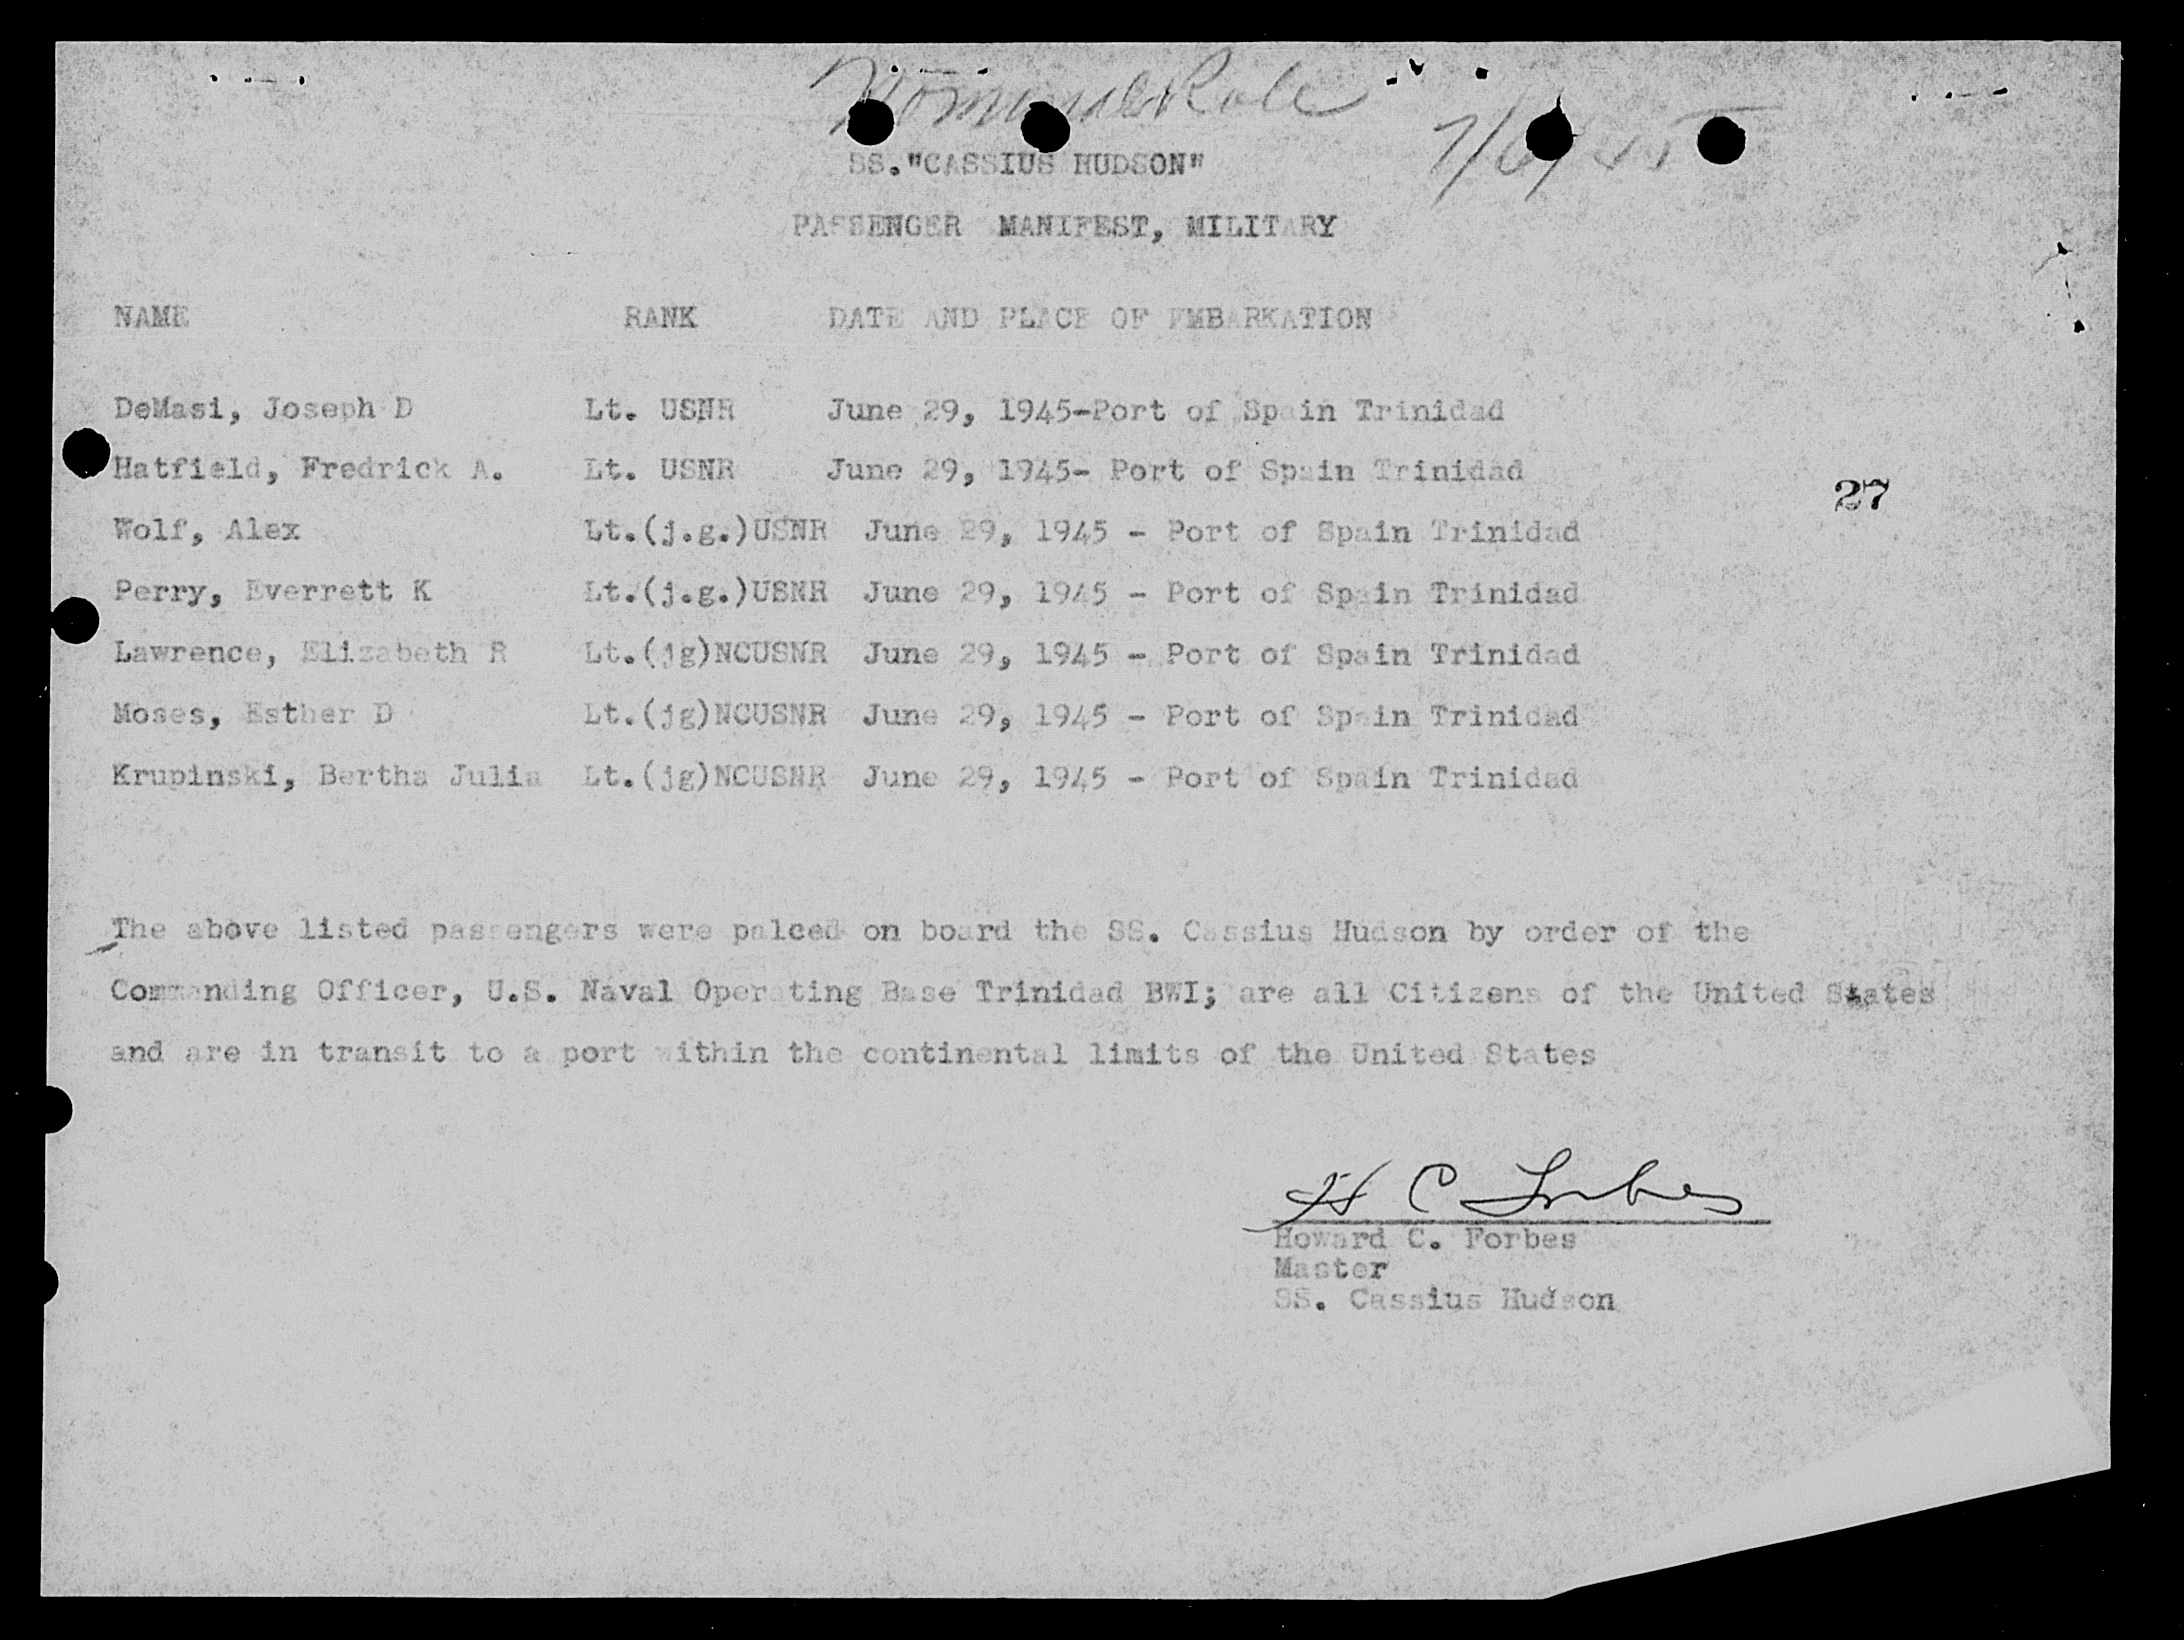 7/6/45
SS."CASSIUS HUDSON"
PASSENGER MANIFEST, MILITARY
NAME RANK DATE AND PLACE OF EMBARKATION
DeMasi, Joseph D Lt. USNR June 29, 1945-Port of Spain Trinidad
Hatfield, Fredrick A. Lt. USNR June 29, 1945- Port of Spain Trinidad
27
Wolf, Alex Lt.(j.g.)USNR June 29, 1945 - Port of Spain Trinidad
Perry, Everrett K Lt.(j.g.)USNR June 29, 1945 - Port of Spain Trinidad
Lawrence, Elizabeth R Lt.(jg)NCUSNR June 29, 1945 - Port of Spain Trinidad
Moses, Esther D Lt.(jg)NCUSNR June 29, 1945 - Port of Spain Trinidad
Krupinski, Bertha Julia Lt.(jg)NCUSNR June 29, 1945 - Port of Spain Trinidad
The above listed passengers were palced on board the SS. Cassius Hudson by order of the
Commanding Officer, U.S. Naval Operating Base Trinidad BWI; are all Citizens of the United States
and are in transit to a port within the continental limits of the United States
H C Forbes
Howard C. Forbes
Master
SS. Cassius Hudson